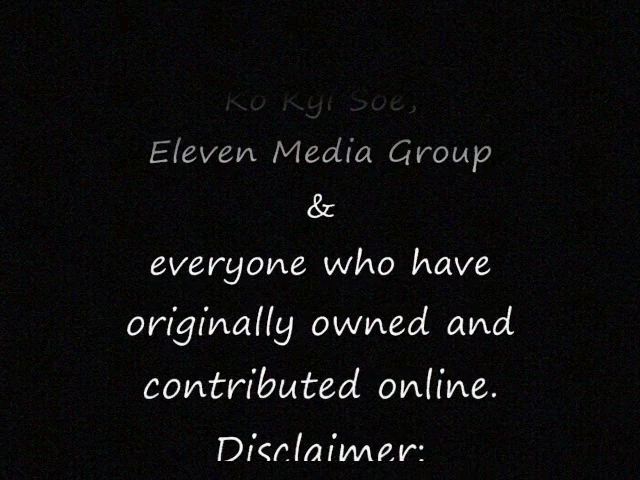 Ko Kyi Soe,
Eleven Media Group
&
everyone who have
originally owned and
contributed online.
Disclaimer: